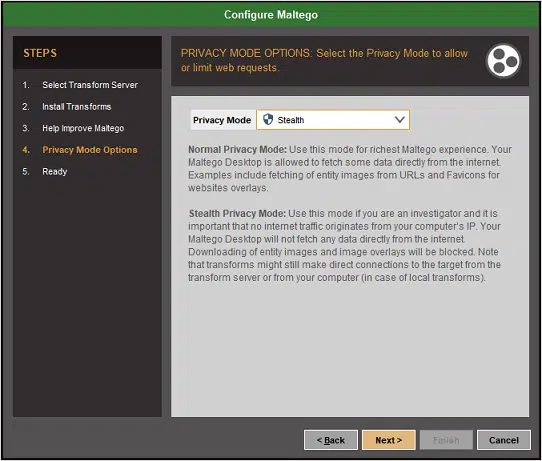 Configure Maltego
STEPS
1. Select Transform Server
2. Install Transforms
3. Help Improve Maltego
4. Privacy Mode Options
5. Ready
PRIVACY MODE OPTIONS: Select the Privacy Mode to allow
or limit web requests.
Privacy Mode Stealth
Normal Privacy Mode: Use this mode for richest Maltego experience. Your
Maltego Desktop is allowed to fetch some data directly from the internet.
Examples include fetching of entity images from URLs and Favicons for
websites overlays.
Stealth Privacy Mode: Use this mode if you are an investigator and it is
important that no internet traffic originates from your computer's IP. Your
Maltego Desktop will not fetch any data directly from the internet.
Downloading of entity images and image overlays will be blocked. Note
that transforms might still make direct connections to the target from the
transform server or from your computer (in case of local transforms).
< Back Next > Finish Cancel